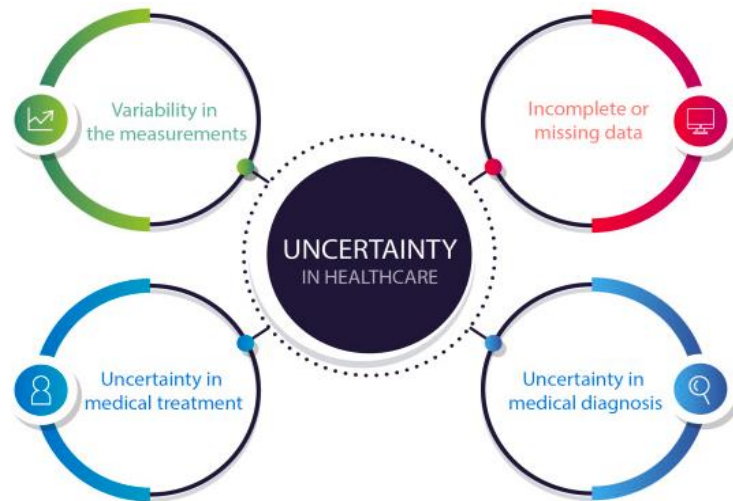 Variability in
the measurements
Incomplete or
missing data
UNCERTAINTY
IN HEALTHCARE
Uncertainty in
medical treatment
Uncertainty in
medical diagnosis